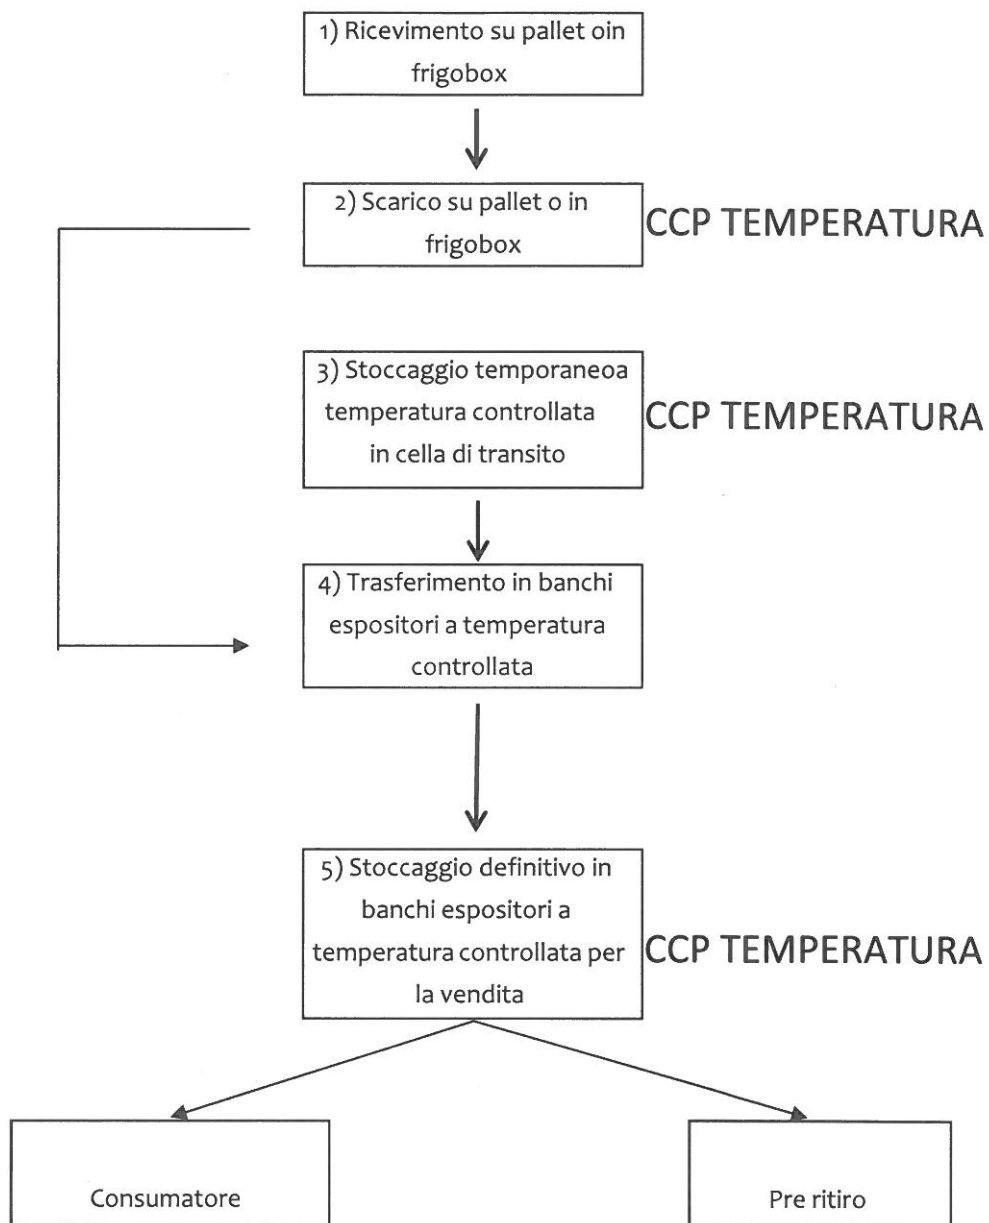 1) Ricevimento su pallet oin
frigobox
2) Scarico su pallet o in
frigobox
CCP TEMPERATURA
3) Stoccaggio temporaneoa
temperatura controllata
in cella di transito
CCP TEMPERATURA
4) Trasferimento in banchi
espositori a temperatura
controllata
5) Stoccaggio definitivo in
banchi espositori a
temperatura controllata per
la vendita
CCP TEMPERATURA
Consumatore
Pre ritiro